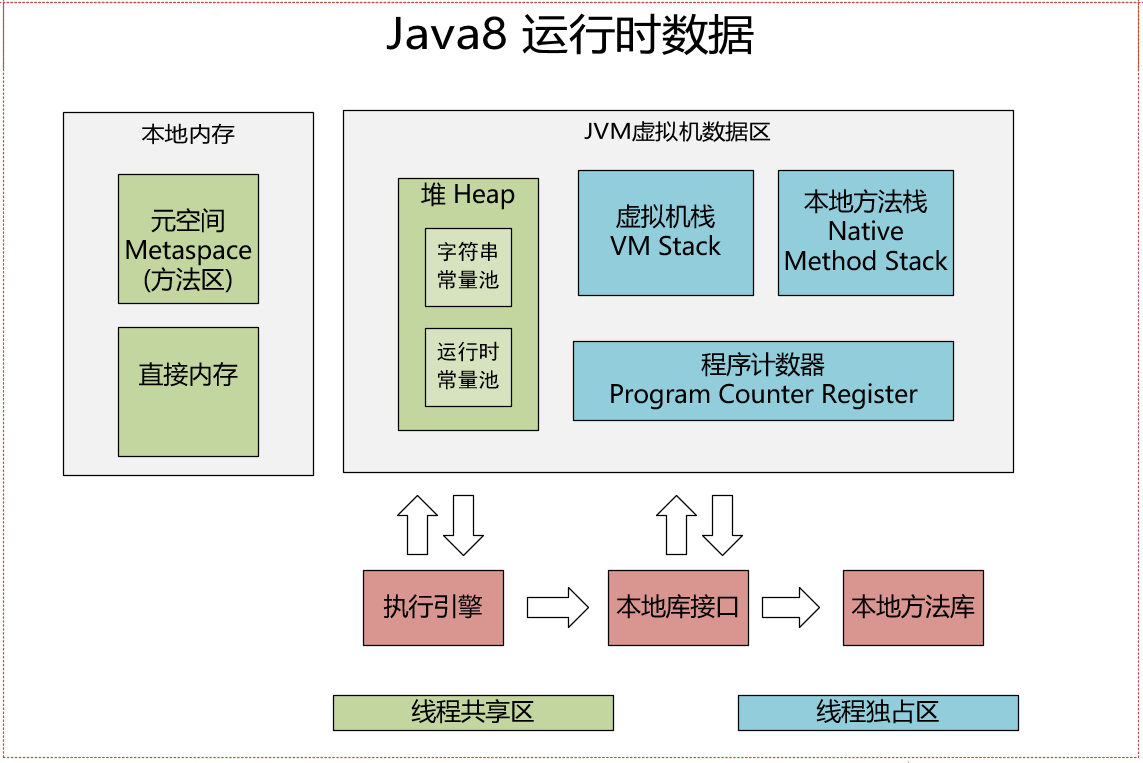 Java8 运行时数据
本地内存
元空间
Metaspace
(方法区)
直接内存
JVM虚拟机数据区
堆 Heap
字符串
常量池
运行时
常量池
虚拟机栈
VM Stack
本地方法栈
Native
Method Stack
程序计数器
Program Counter Register
执行引擎
本地库接口
本地方法库
线程共享区
线程独占区